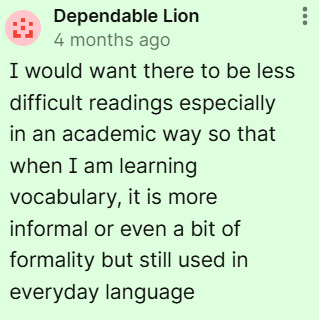 Dependable Lion
4 months ago
I would want there to be less
difficult readings especially
in an academic way so that
when I am learning
vocabulary, it is more
informal or even a bit of
formality but still used in
everyday language